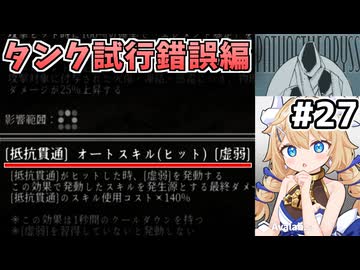 タンク試行錯誤編
PATHOS THE ABYSS
#27
メージが25%上昇する
影響範囲:
[抵抗貫通] オートスキル(ヒット) [虚弱]
[抵抗貫通]がヒットした時、[虚弱]を発動する
この効果で発動したスキルを発生源とする最終ダメ
[抵抗貫通]のスキル使用コスト×140%
※この効果は1秒間のクールダウンを持つ
※[虚弱]を習得していないと発動しない